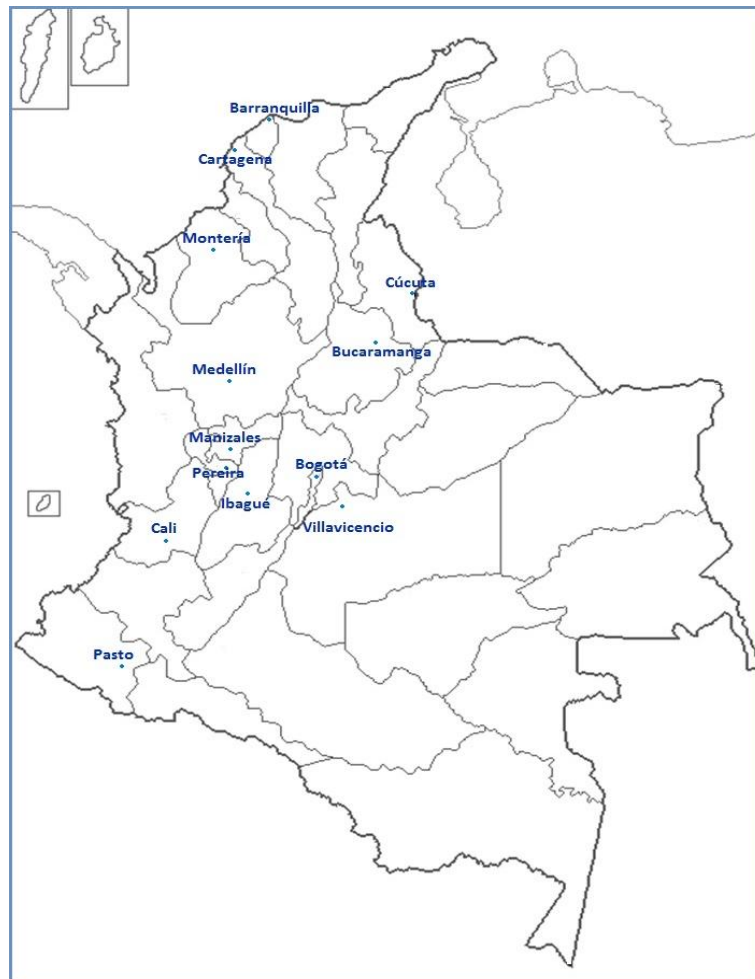 Barranquilla
Cartagena
Montería
Cúcuta
Bucaramanga
Medellín
Manizales
Pereira
Bogotá
Ibagué
Villavicencio
Cali
Pasto